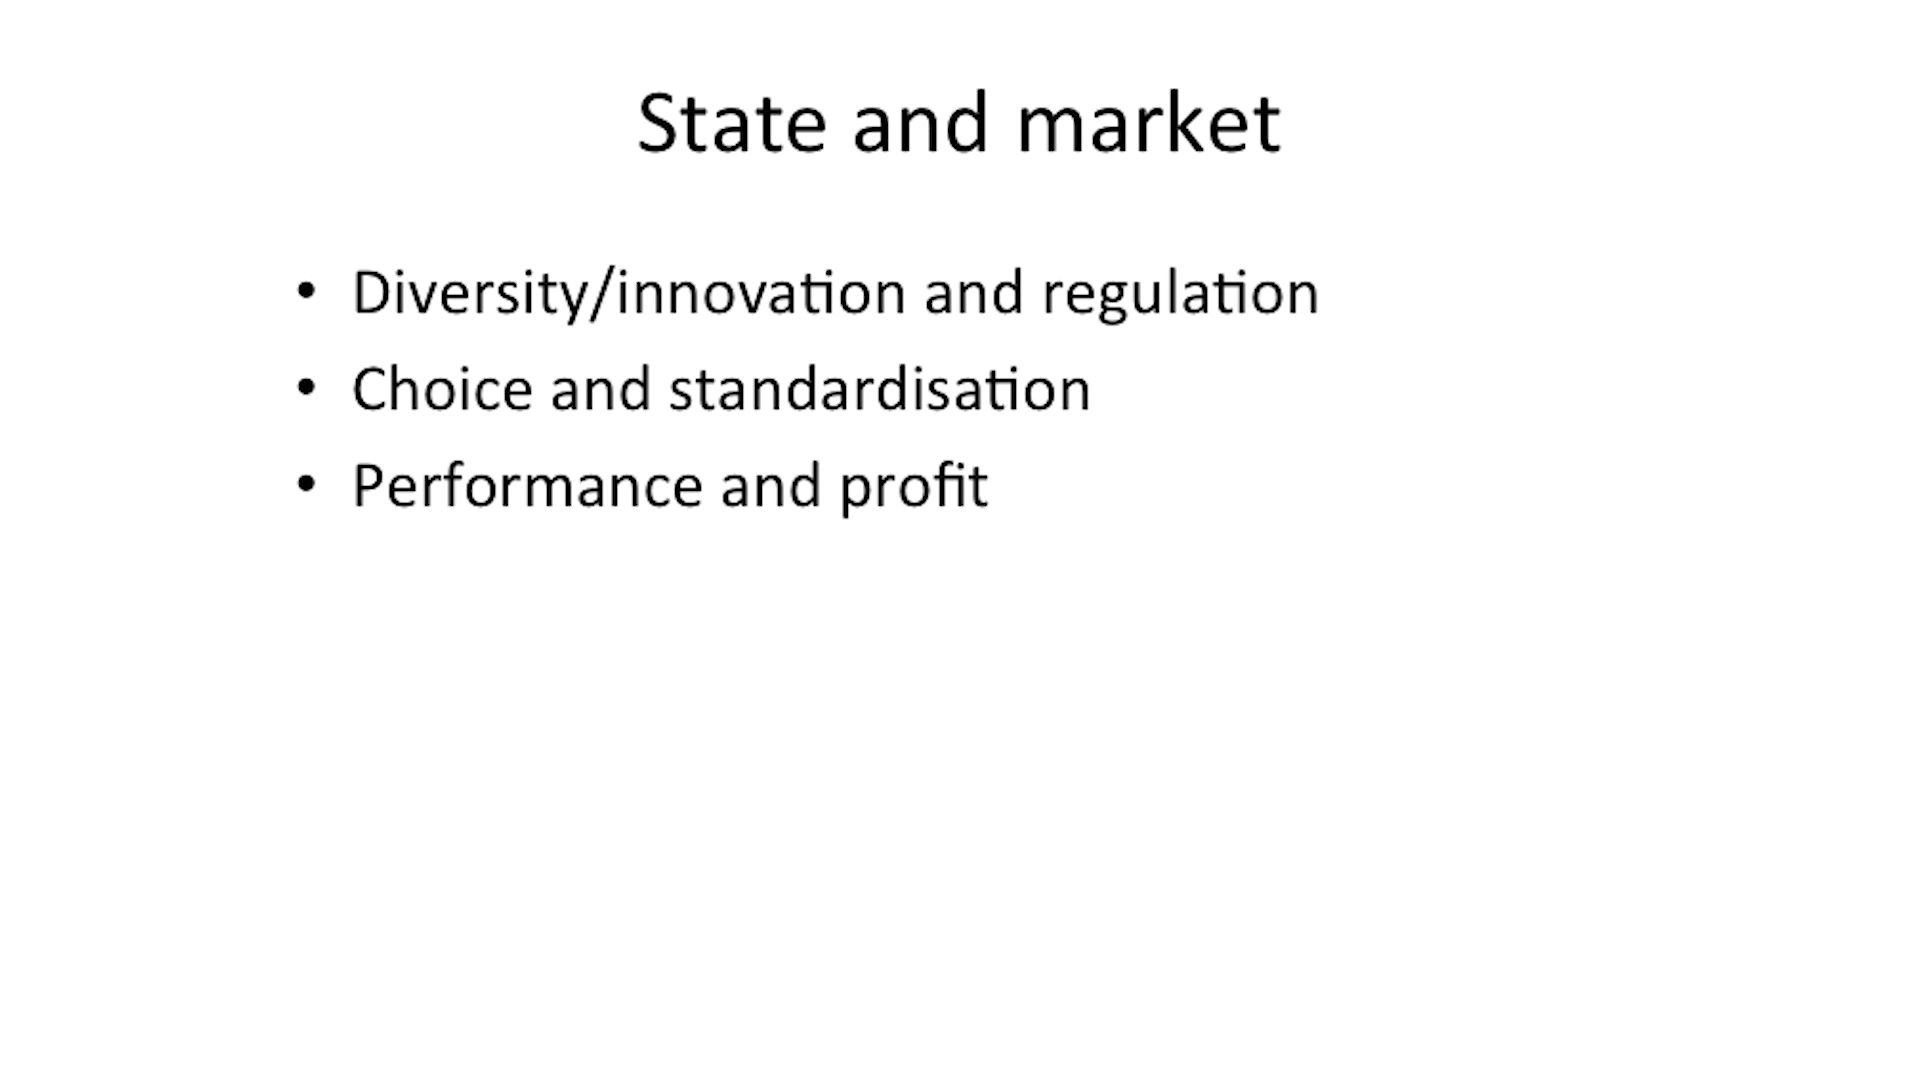 State and market
• Diversity/innovation and regulation
• Choice and standardisation
• Performance and profit